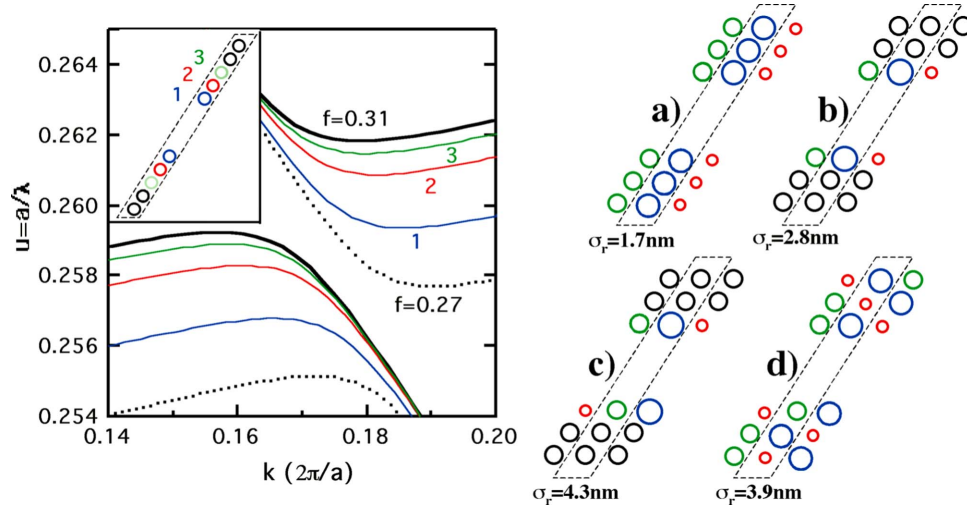 0.264
0.262
0.260
0.258
0.256
0.254
u=a/λ
0.14
0.16
0.18
0.20
k (2π/a)
3
2
1
f=0.31
3
2
1
f=0.27
a)
σr=1.7nm
b)
σr=2.8nm
c)
σr=4.3nm
d)
σr=3.9nm